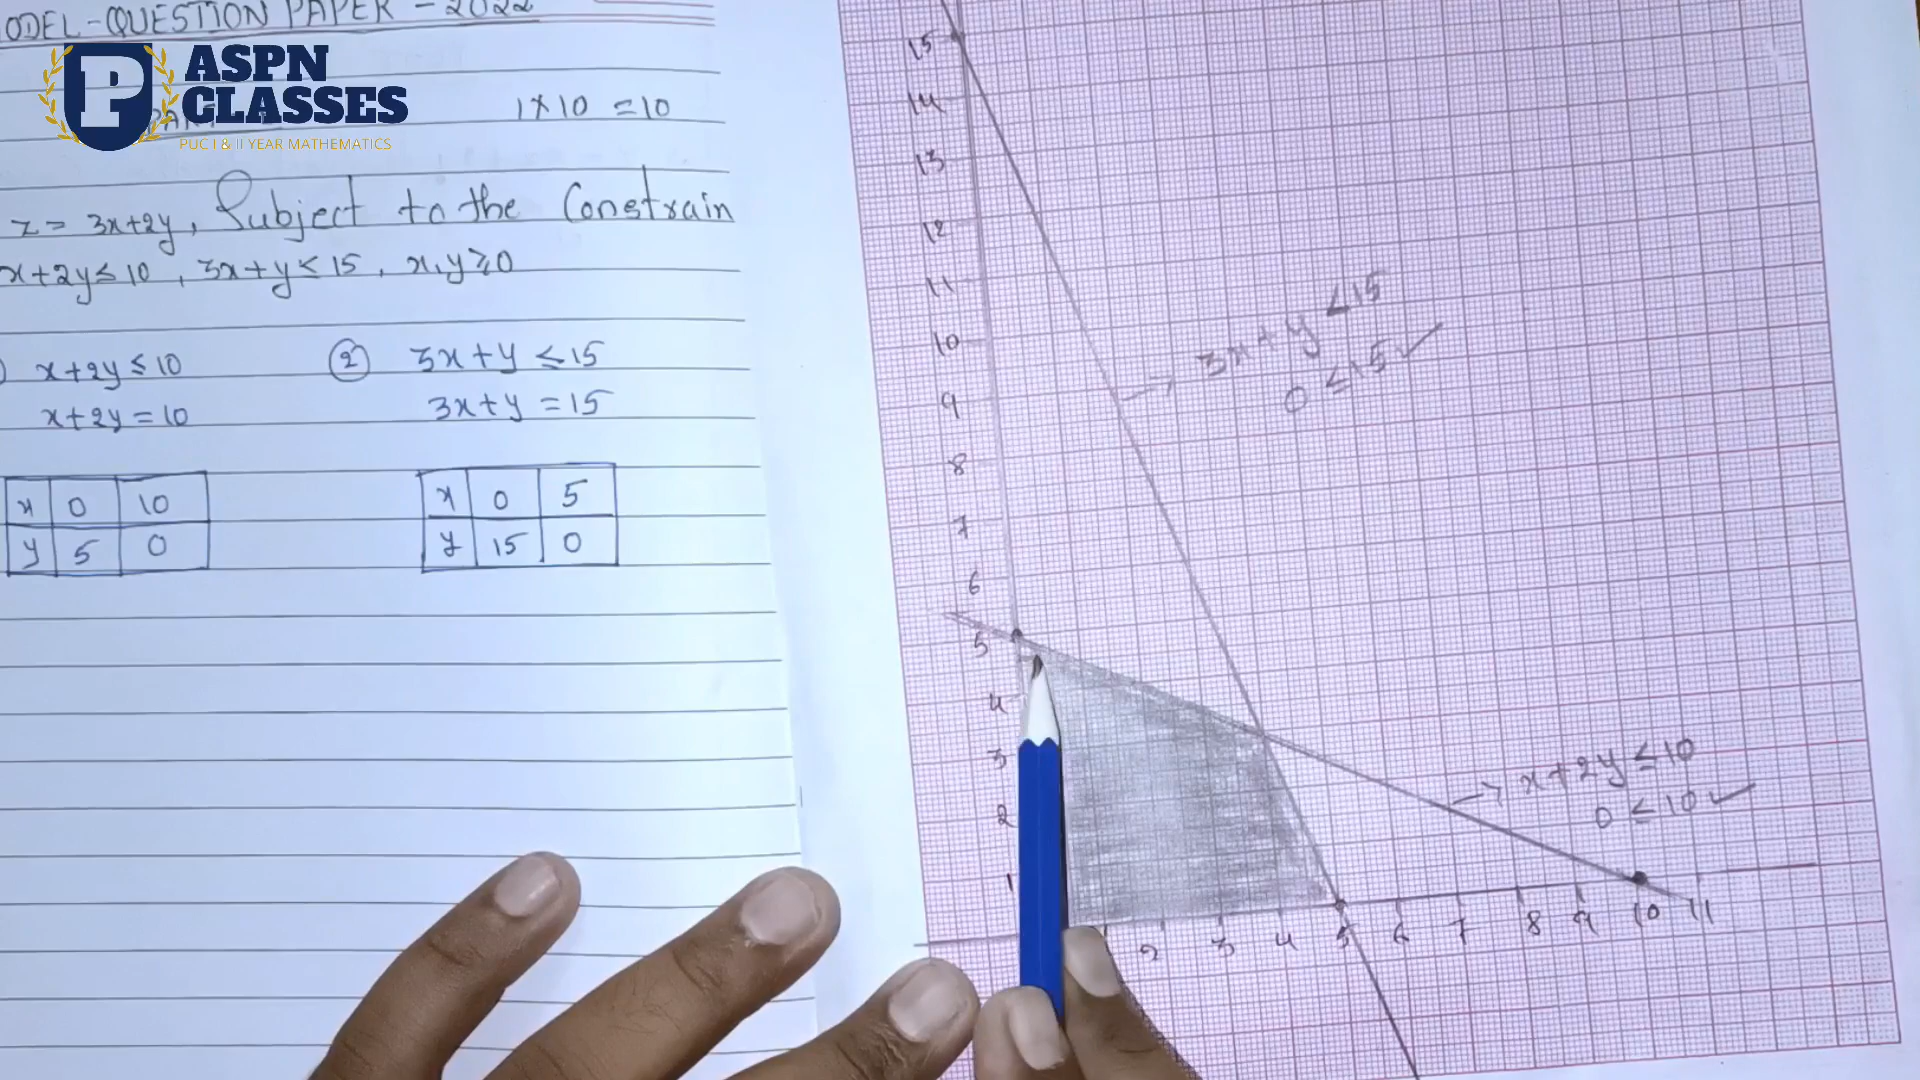 ODEL-QUESTION PAPER - 2022
P
ASPN
CLASSES
PUC I & II YEAR MATHEMATICS
1×10 = 10
z = 3x+2y, Subject to the Constrain
x+2y≤10, 3x+y<15, x,y≥0
x+2y≤10
x+2y=10
② 3x+y≤15
3x+y=15
x 0 10
y 5 0
x 0 5
y 15 0
15
14
13
12
11
10
9
8
7
6
5
4
3
2
1
→ 3x+y<15
0≤15 ✓
→ x+2y≤10
0≤10 ✓
2 3 4 5 6 7 8 9 10 11